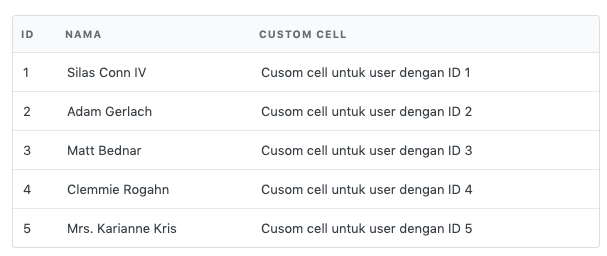 ID NAMA CUSTOM CELL
1 Silas Conn IV Cusom cell untuk user dengan ID 1
2 Adam Gerlach Cusom cell untuk user dengan ID 2
3 Matt Bednar Cusom cell untuk user dengan ID 3
4 Clemmie Rogahn Cusom cell untuk user dengan ID 4
5 Mrs. Karianne Kris Cusom cell untuk user dengan ID 5